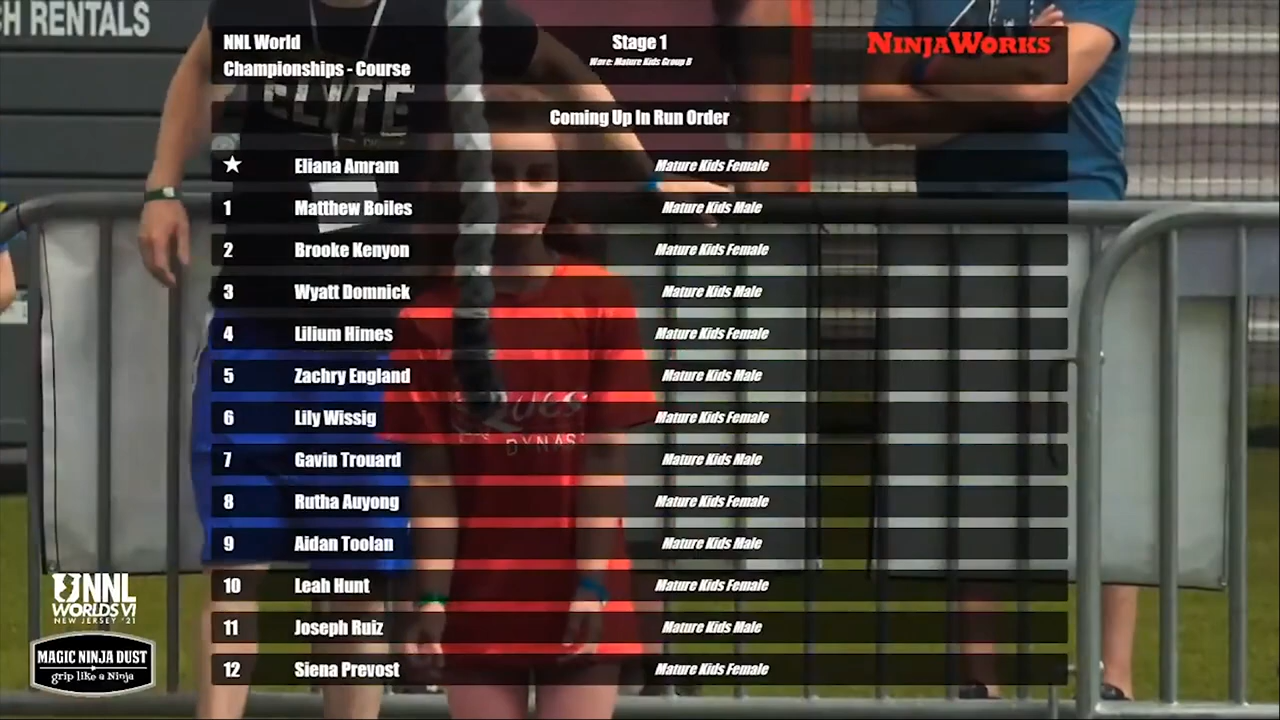 H RENTALS
NNL World
Championships - Course
Stage 1
Wave: Mature Kids Group B
NINJAWORKS
ELITE
Coming Up In Run Order
★ Eliana Amram Mature Kids Female
1 Matthew Boiles Mature Kids Male
2 Brooke Kenyon Mature Kids Female
3 Wyatt Domnick Mature Kids Male
4 Lilium Himes Mature Kids Female
5 Zachry England Mature Kids Male
6 Lily Wissig Mature Kids Female
7 Gavin Trouard Mature Kids Male
8 Rutha Auyong Mature Kids Female
9 Aidan Toolan Mature Kids Male
10 Leah Hunt Mature Kids Female
11 Joseph Ruiz Mature Kids Male
12 Siena Prevost Mature Kids Female
DYNAS
NNL
WORLDS VI
NEW JERSEY '21
MAGIC NINJA DUST
grip like a Ninja